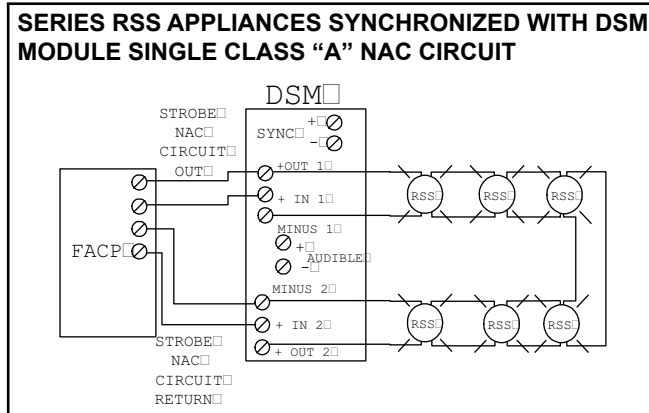 SERIES RSS APPLIANCES SYNCHRONIZED WITH DSM
MODULE SINGLE CLASS “A” NAC CIRCUIT
DSM□
STROBE□
NAC□
CIRCUIT□
OUT□
SYNC□
+□
-□
+OUT 1□
+ IN 1□
MINUS 1□
+□
AUDIBLE□
-□
MINUS 2□
+ IN 2□
+ OUT 2□
FACP□
STROBE□
NAC□
CIRCUIT□
RETURN□
RSS□
RSS□
RSS□
RSS□
RSS□
RSS□